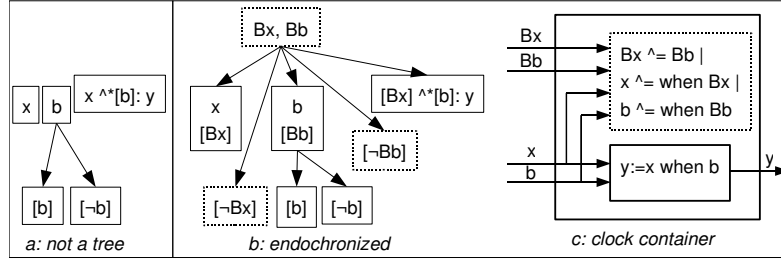 x
b
x ^*[b]: y
[b]
[¬b]
a: not a tree
Bx, Bb
x
[Bx]
b
[Bb]
[Bx] ^*[b]: y
[¬Bb]
[¬Bx]
[b]
[¬b]
b: endochronized
Bx
Bb
Bx ^= Bb |
x ^= when Bx |
b ^= when Bb
x
b
y:=x when b
y
c: clock container